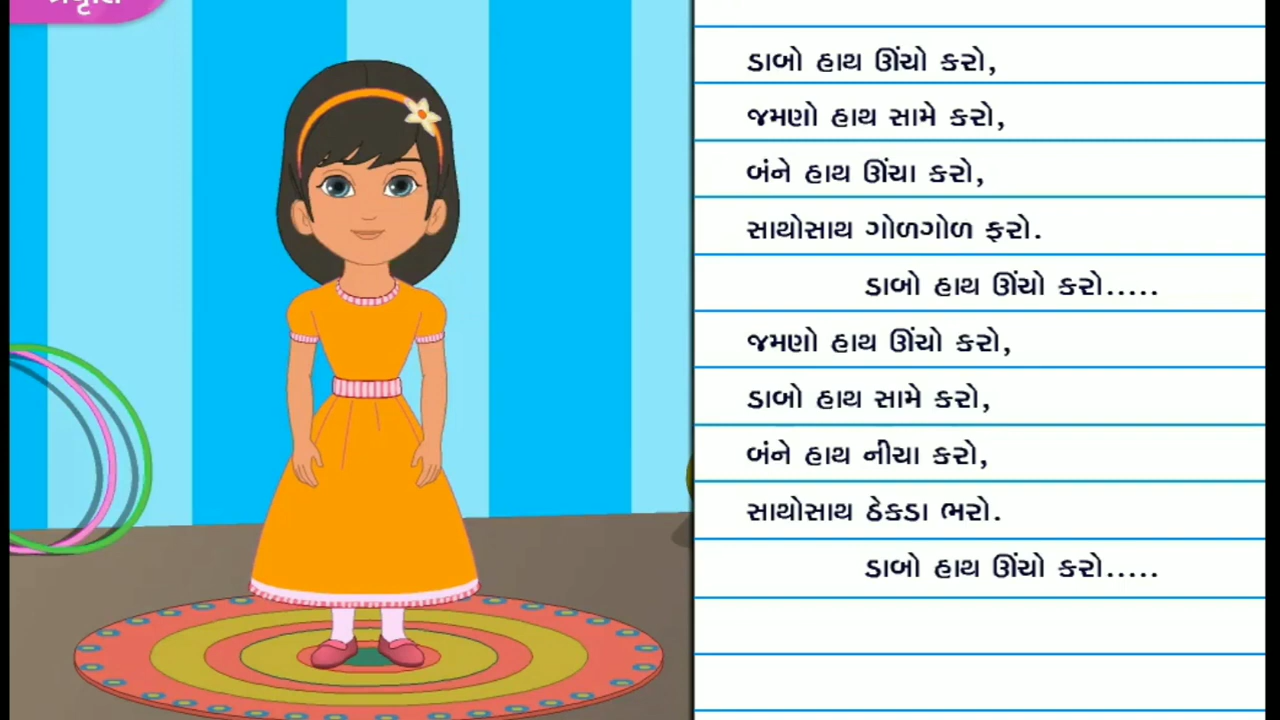 ડાબો હાથ ઊંચો કરો,
જમણો હાથ સામે કરો,
બંને હાથ ઊંચા કરો,
સાથોસાથ ગોળગોળ ફરો.
ડાબો હાથ ઊંચો કરો.....
જમણો હાથ ઊંચો કરો,
ડાબો હાથ સામે કરો,
બંને હાથ નીચા કરો,
સાથોસાથ ઠેકડા ભરો.
ડાબો હાથ ઊંચો કરો.....